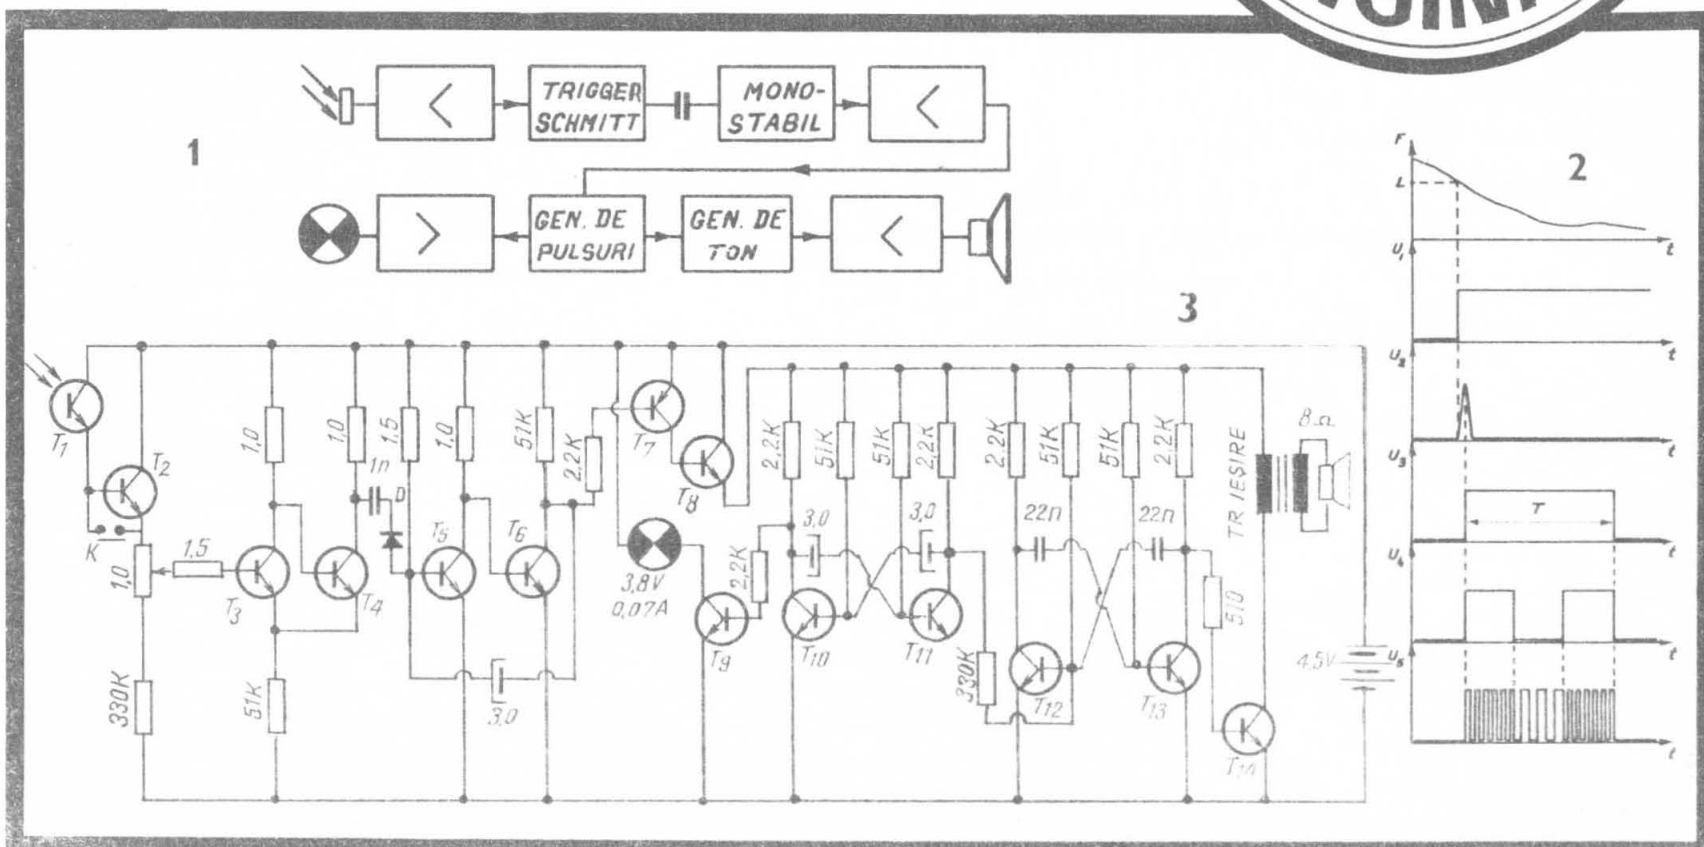 1
TRIGGER
SCHMITT
MONO-
STABIL
GEN. DE
PULSURI
GEN. DE
TON
2
F
L
t
U1
t
U2
t
U3
T
t
U4
t
U5
t
3
T1
T2
K
1,0
330K
1,5
T3
1,0
51K
T4
1,0
1n
D
1,5
T5
1,0
3,0
T6
51K
2,2K
T7
T8
3,8V
0,07A
2,2K
T9
2,2K
3,0
T10
51K
51K
3,0
T11
2,2K
330K
2,2K
22n
T12
51K
51K
22n
T13
2,2K
510
T14
TR IEȘIRE
8Ω
4,5V